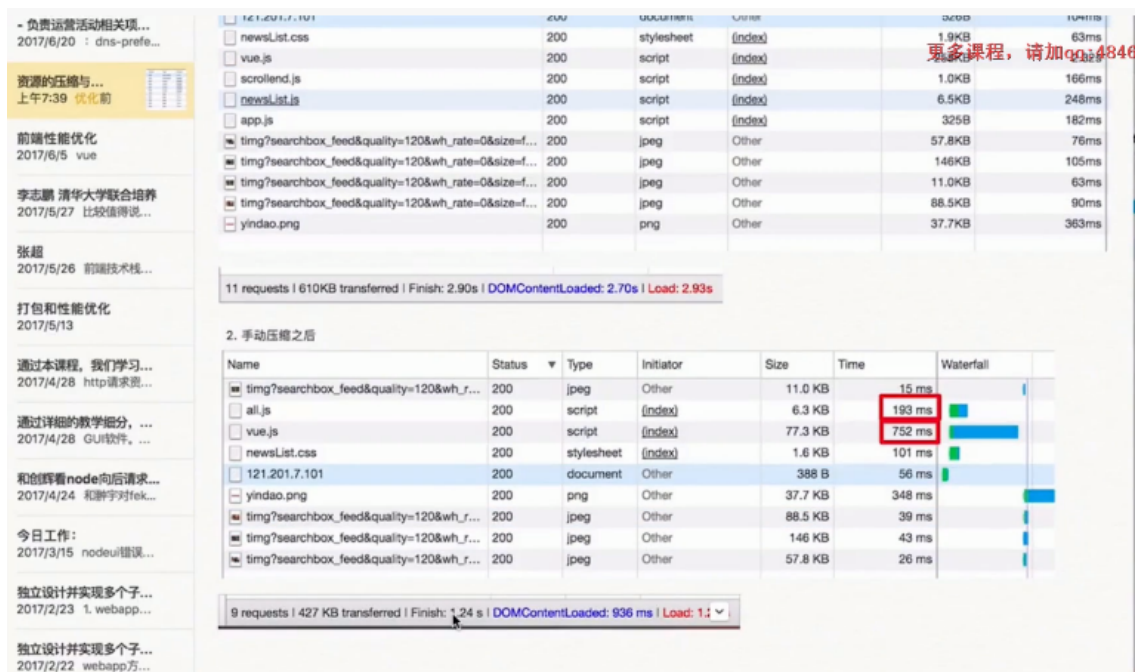 - 负责运营活动相关项...
2017/6/20 : dns-prefe...
资源的压缩与...
上午7:39 优化前
前端性能优化
2017/6/5 vue
李志鹏 清华大学联合培养
2017/5/27 比较值得说...
张超
2017/5/26 前端技术栈...
打包和性能优化
2017/5/13
通过本课程，我们学习...
2017/4/28 http请求资...
通过详细的教学细分，...
2017/4/28 GUI软件。...
和创辉看node向后请求...
2017/4/24 和翀宇对fek...
今日工作：
2017/3/15 nodeui错误...
独立设计并实现多个子...
2017/2/23 1. webapp...
独立设计并实现多个子...
2017/2/22 webapp方...
121.201.7.101 200 document Other 526B 104ms
newsList.css 200 stylesheet (index) 1.9KB 63ms
更多课程，请加qq:4846
vue.js 200 script (index)
scrollend.js 200 script (index) 1.0KB 166ms
newsList.js 200 script (index) 6.5KB 248ms
app.js 200 script (index) 325B 182ms
timg?searchbox_feed&quality=120&wh_rate=0&size=f... 200 jpeg Other 57.8KB 76ms
timg?searchbox_feed&quality=120&wh_rate=0&size=f... 200 jpeg Other 146KB 105ms
timg?searchbox_feed&quality=120&wh_rate=0&size=f... 200 jpeg Other 11.0KB 63ms
timg?searchbox_feed&quality=120&wh_rate=0&size=f... 200 jpeg Other 88.5KB 90ms
yindao.png 200 png Other 37.7KB 363ms
11 requests | 610KB transferred | Finish: 2.90s | DOMContentLoaded: 2.70s | Load: 2.93s
2. 手动压缩之后
Name Status Type Initiator Size Time Waterfall
timg?searchbox_feed&quality=120&wh_r... 200 jpeg Other 11.0 KB 15 ms
all.js 200 script (index) 6.3 KB 193 ms
vue.js 200 script (index) 77.3 KB 752 ms
newsList.css 200 stylesheet (index) 1.6 KB 101 ms
121.201.7.101 200 document Other 388 B 56 ms
yindao.png 200 png Other 37.7 KB 348 ms
timg?searchbox_feed&quality=120&wh_r... 200 jpeg Other 88.5 KB 39 ms
timg?searchbox_feed&quality=120&wh_r... 200 jpeg Other 146 KB 43 ms
timg?searchbox_feed&quality=120&wh_r... 200 jpeg Other 57.8 KB 26 ms
9 requests | 427 KB transferred | Finish: 1.24 s | DOMContentLoaded: 936 ms | Load: 1.2